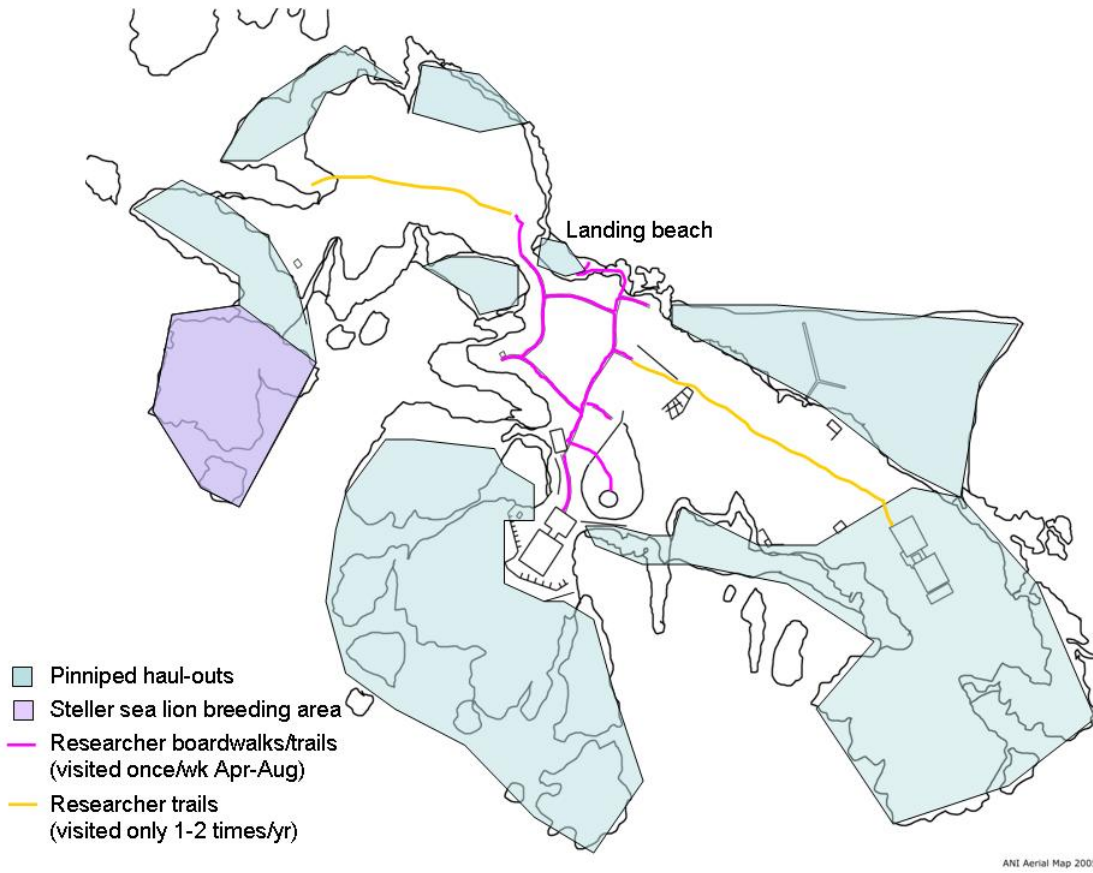 Landing beach
Pinniped haul-outs
Steller sea lion breeding area
Researcher boardwalks/trails
(visited once/wk Apr-Aug)
Researcher trails
(visited only 1-2 times/yr)
ANI Aerial Map 2005